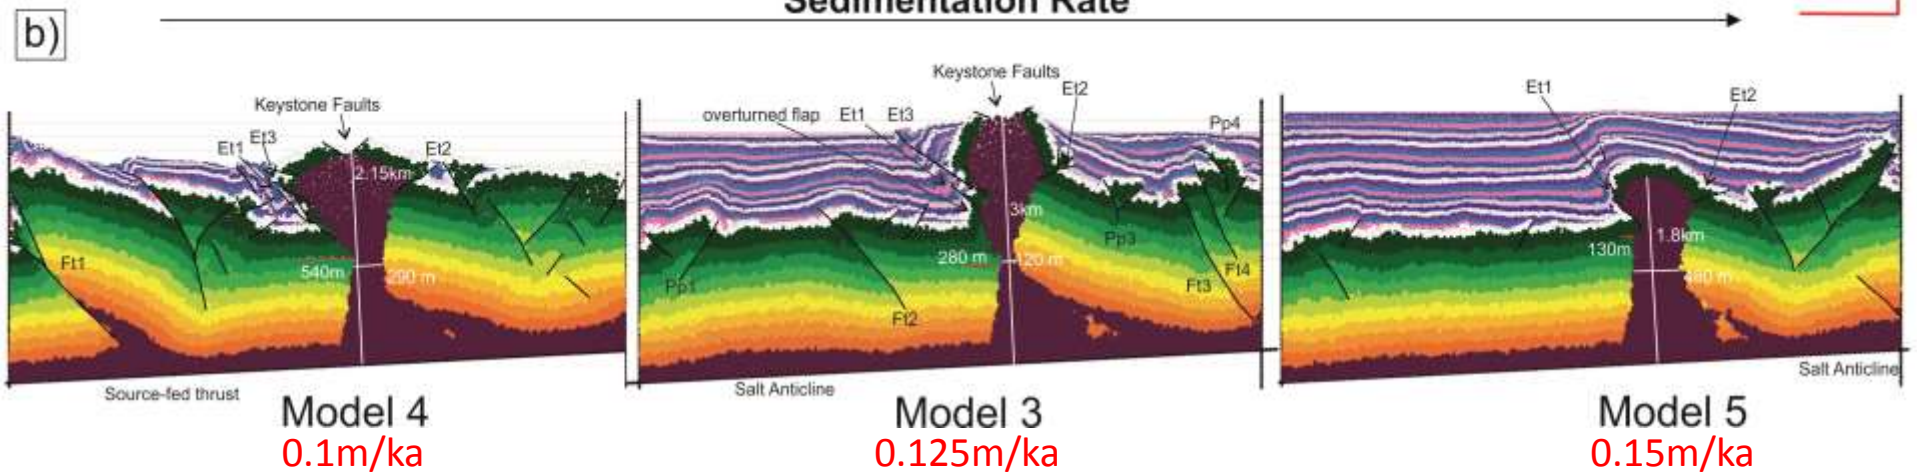 Sedimentation Rate
b)
Keystone Faults
Et1
Et3
Et2
2.15km
540m
290 m
Ft1
Source-fed thrust
Model 4
0.1m/ka
Keystone Faults
overturned flap
Et1
Et3
Et2
Pp4
3km
280 m
120 m
Pp3
Pp1
Ft2
Ft3
Ft4
Salt Anticline
Model 3
0.125m/ka
Et1
Et2
130m
1.8km
480 m
Salt Anticline
Model 5
0.15m/ka